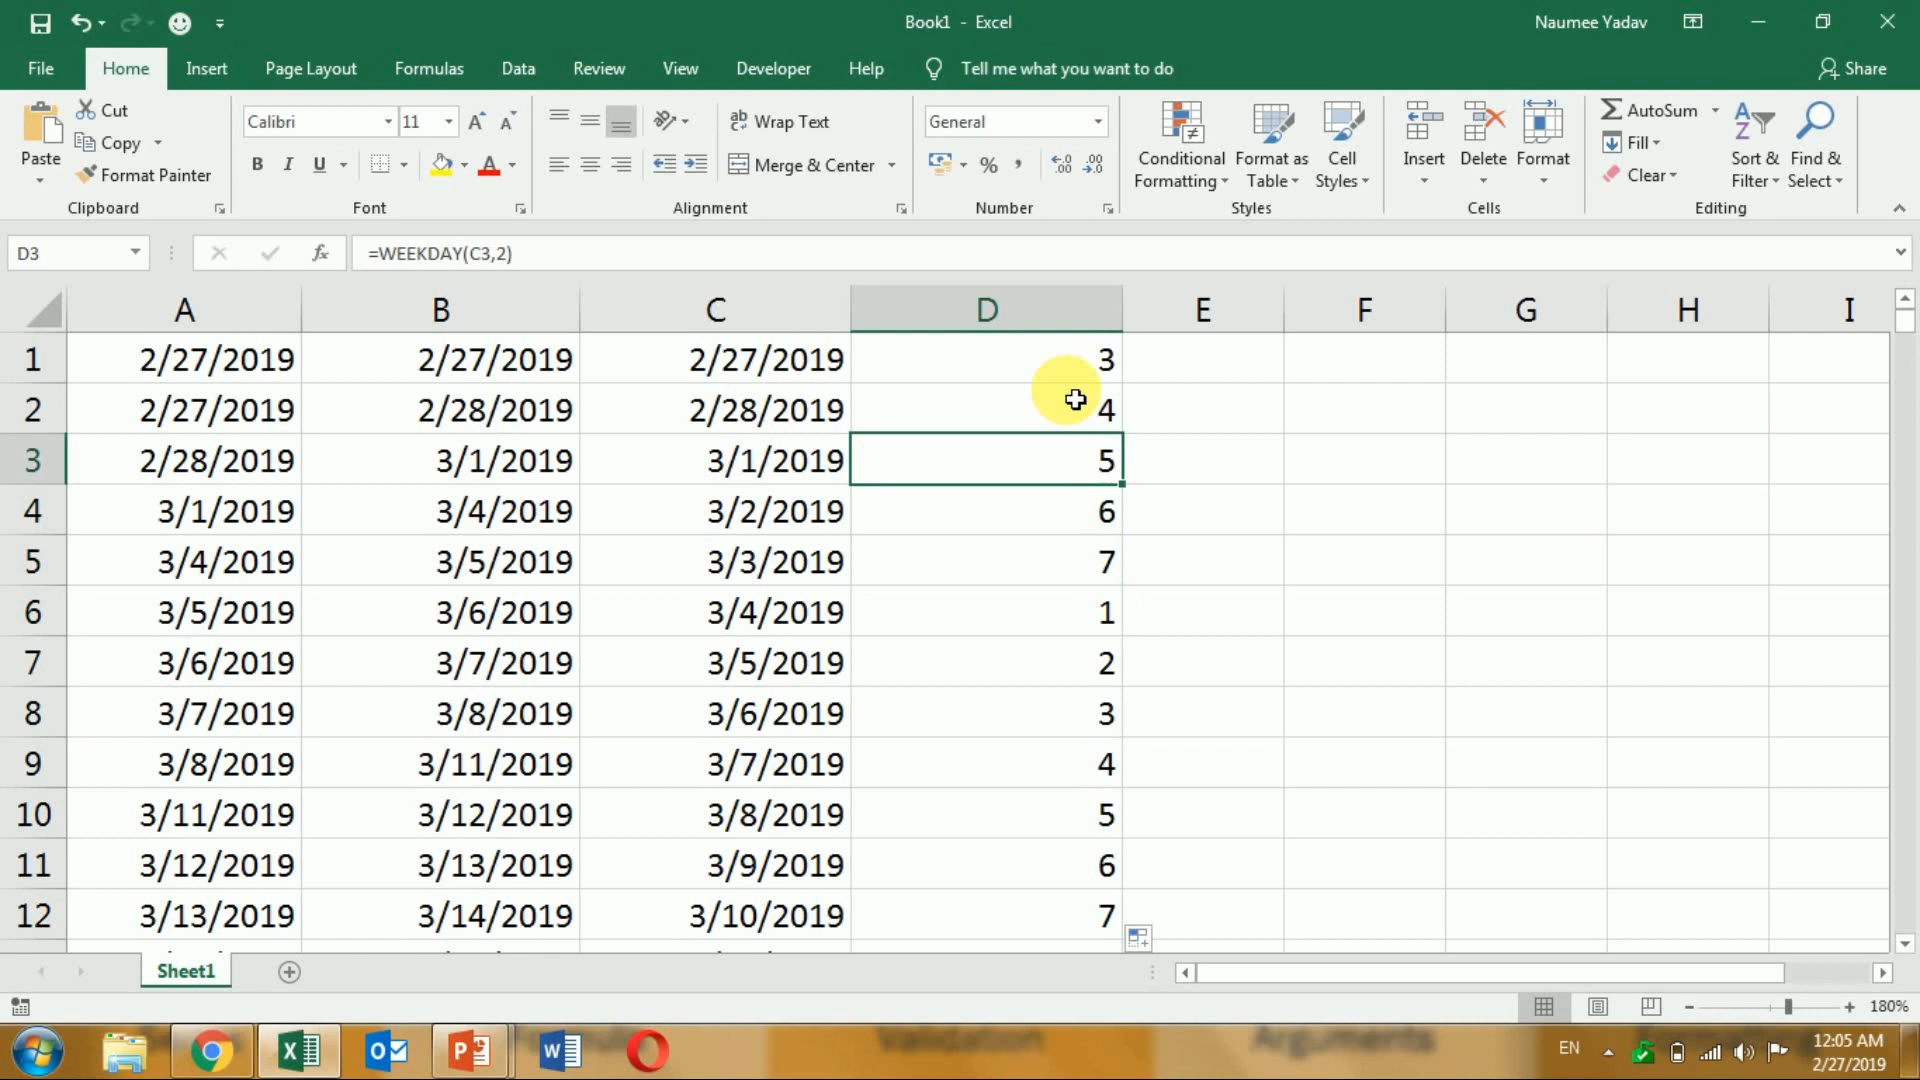 Book1 - Excel
Naumee Yadav
File Home Insert Page Layout Formulas Data Review View Developer Help Tell me what you want to do Share
Paste
Cut
Copy
Format Painter
Clipboard
Calibri 11
B I U
Font
Wrap Text
Merge & Center
Alignment
General
% ,
Number
Conditional Formatting
Format as Table
Cell Styles
Styles
Insert Delete Format
Cells
AutoSum
Fill
Clear
Sort & Filter
Find & Select
Editing
D3 fx =WEEKDAY(C3,2)
A B C D E F G H I
1 2/27/2019 2/27/2019 2/27/2019 3
2 2/27/2019 2/28/2019 2/28/2019 4
3 2/28/2019 3/1/2019 3/1/2019 5
4 3/1/2019 3/4/2019 3/2/2019 6
5 3/4/2019 3/5/2019 3/3/2019 7
6 3/5/2019 3/6/2019 3/4/2019 1
7 3/6/2019 3/7/2019 3/5/2019 2
8 3/7/2019 3/8/2019 3/6/2019 3
9 3/8/2019 3/11/2019 3/7/2019 4
10 3/11/2019 3/12/2019 3/8/2019 5
11 3/12/2019 3/13/2019 3/9/2019 6
12 3/13/2019 3/14/2019 3/10/2019 7
Sheet1
180%
Validation Arguments
EN
12:05 AM
2/27/2019